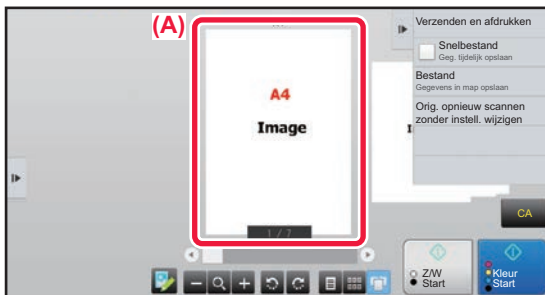 (A)
A4
Image
1 / 7
Verzenden en afdrukken
Snelbestand
Geg. tijdelijk opslaan
Bestand
Gegevens in map opslaan
Orig. opnieuw scannen
zonder instell. wijzigen
CA
Z/W
Start
Kleur
Start